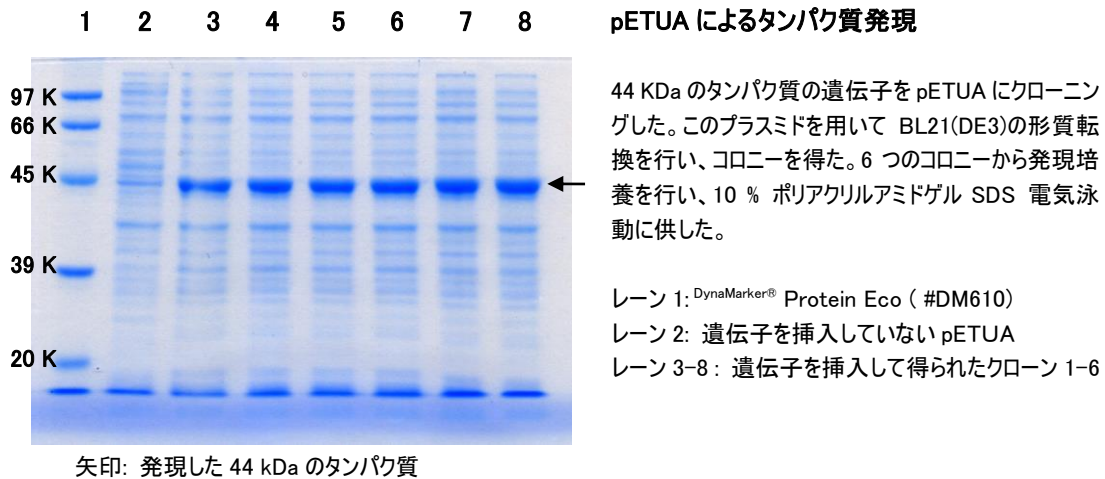 1 2 3 4 5 6 7 8
97 K
66 K
45 K
39 K
20 K
矢印: 発現した 44 kDa のタンパク質
pETUA によるタンパク質発現
44 KDa のタンパク質の遺伝子を pETUA にクローニン
グした。このプラスミドを用いて BL21(DE3)の形質転
換を行い、コロニーを得た。6 つのコロニーから発現培
養を行い、10 % ポリアクリルアミドゲル SDS 電気泳
動に供した。
レーン 1: DynaMarker® Protein Eco ( #DM610)
レーン 2: 遺伝子を挿入していない pETUA
レーン 3-8 : 遺伝子を挿入して得られたクローン 1-6